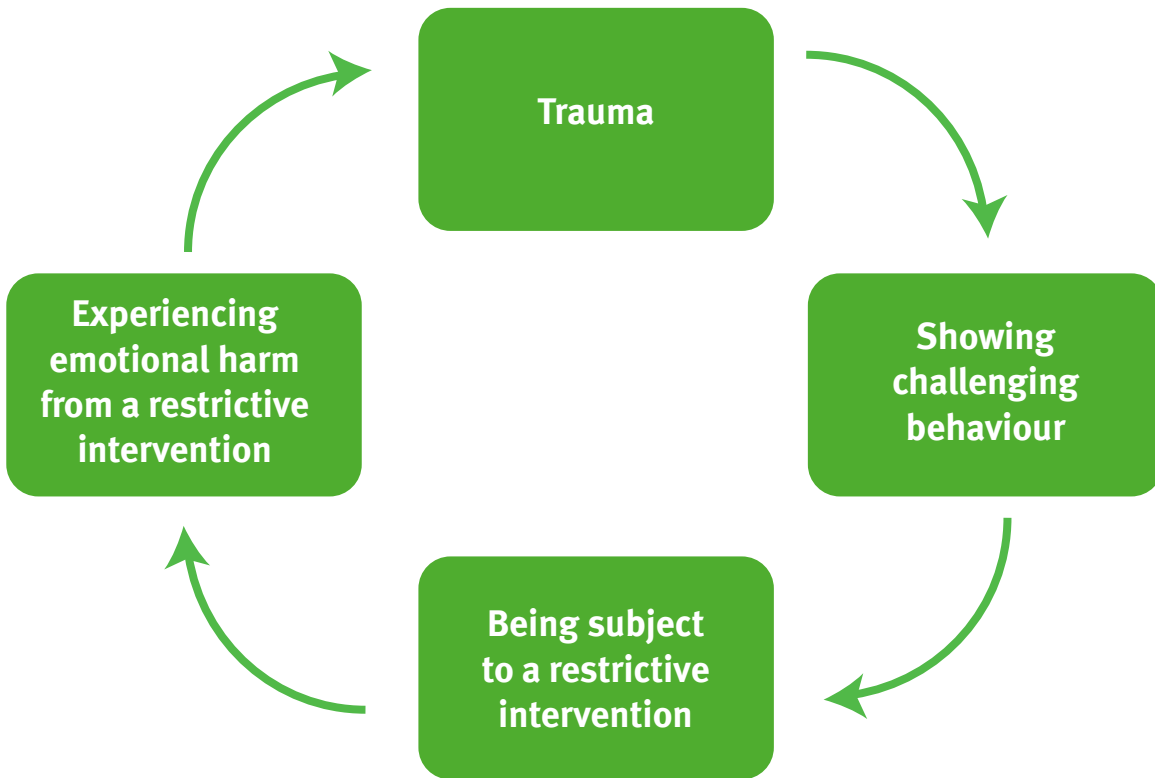 Trauma
Showing
challenging
behaviour
Being subject
to a restrictive
intervention
Experiencing
emotional harm
from a restrictive
intervention